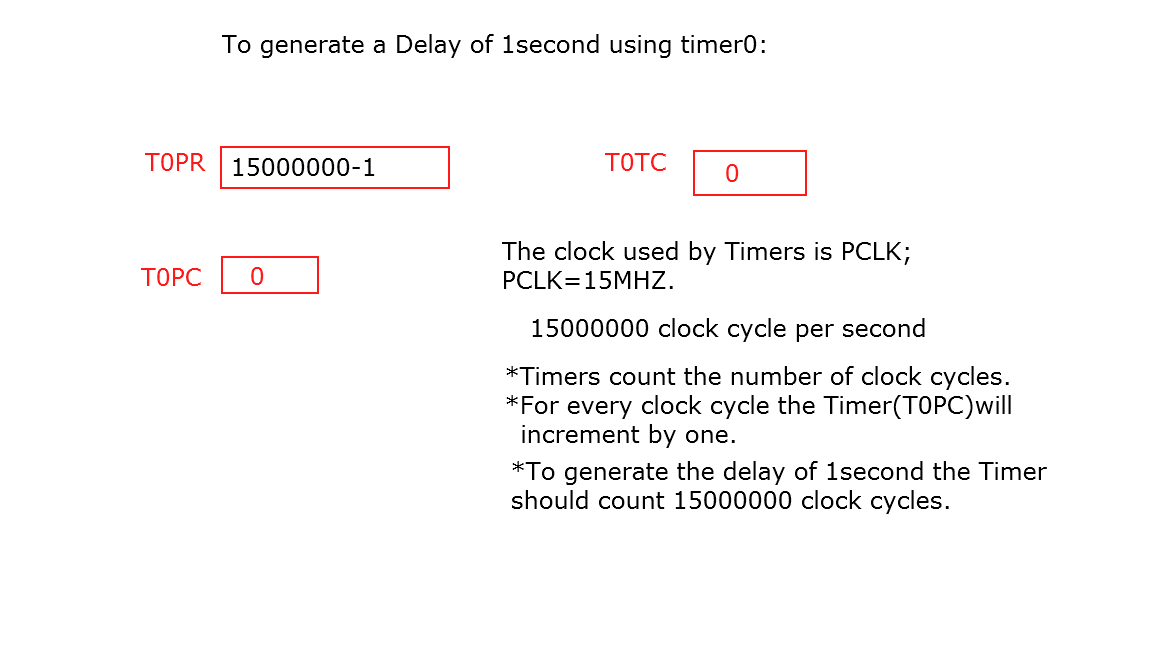 To generate a Delay of 1second using timer0:
T0PR 15000000-1
T0TC 0
T0PC 0
The clock used by Timers is PCLK;
PCLK=15MHZ.
15000000 clock cycle per second
*Timers count the number of clock cycles.
*For every clock cycle the Timer(T0PC)will
increment by one.
*To generate the delay of 1second the Timer
should count 15000000 clock cycles.